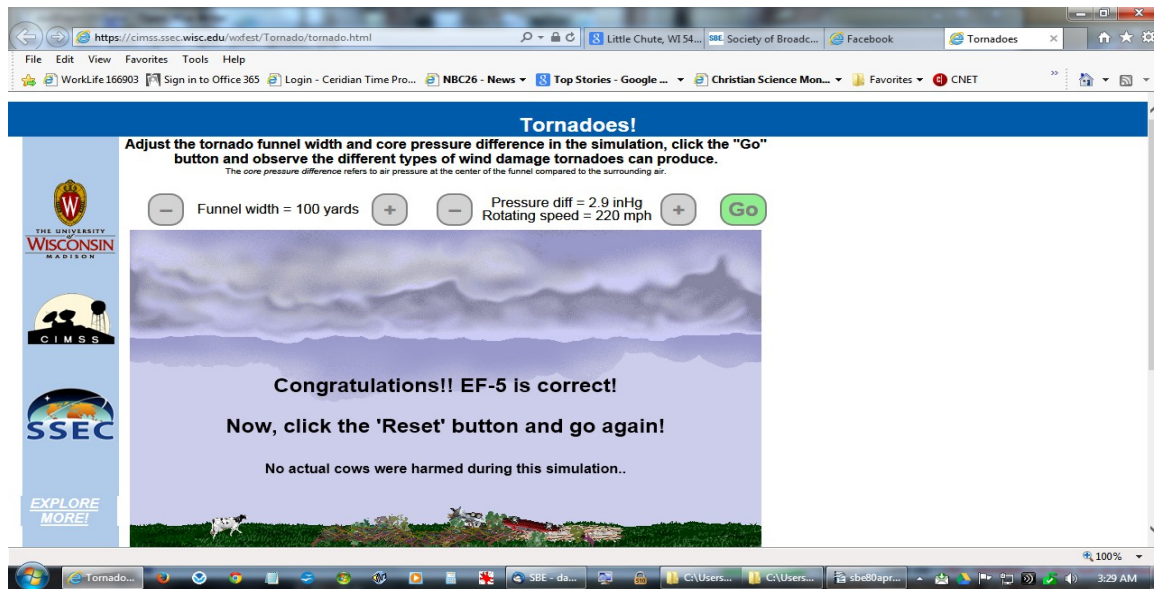 https://cimss.ssec.wisc.edu/wxfest/Tornado/tornado.html
Little Chute, WI 54...
SBE Society of Broadc...
Facebook
Tornadoes
File Edit View Favorites Tools Help
WorkLife 166903 Sign in to Office 365 Login - Ceridian Time Pro... NBC26 - News Top Stories - Google ... Christian Science Mon... Favorites CNET
Tornadoes!
Adjust the tornado funnel width and core pressure difference in the simulation, click the "Go"
button and observe the different types of wind damage tornadoes can produce.
The core pressure difference refers to air pressure at the center of the funnel compared to the surrounding air.
Funnel width = 100 yards
Pressure diff = 2.9 inHg
Rotating speed = 220 mph
Go
W
THE UNIVERSITY
of
WISCONSIN
MADISON
CIMSS
SSEC
EXPLORE
MORE!
Congratulations!! EF-5 is correct!
Now, click the 'Reset' button and go again!
No actual cows were harmed during this simulation..
100%
Tornado... SBE - da... C:\Users... C:\Users... sbe80apr... 3:29 AM